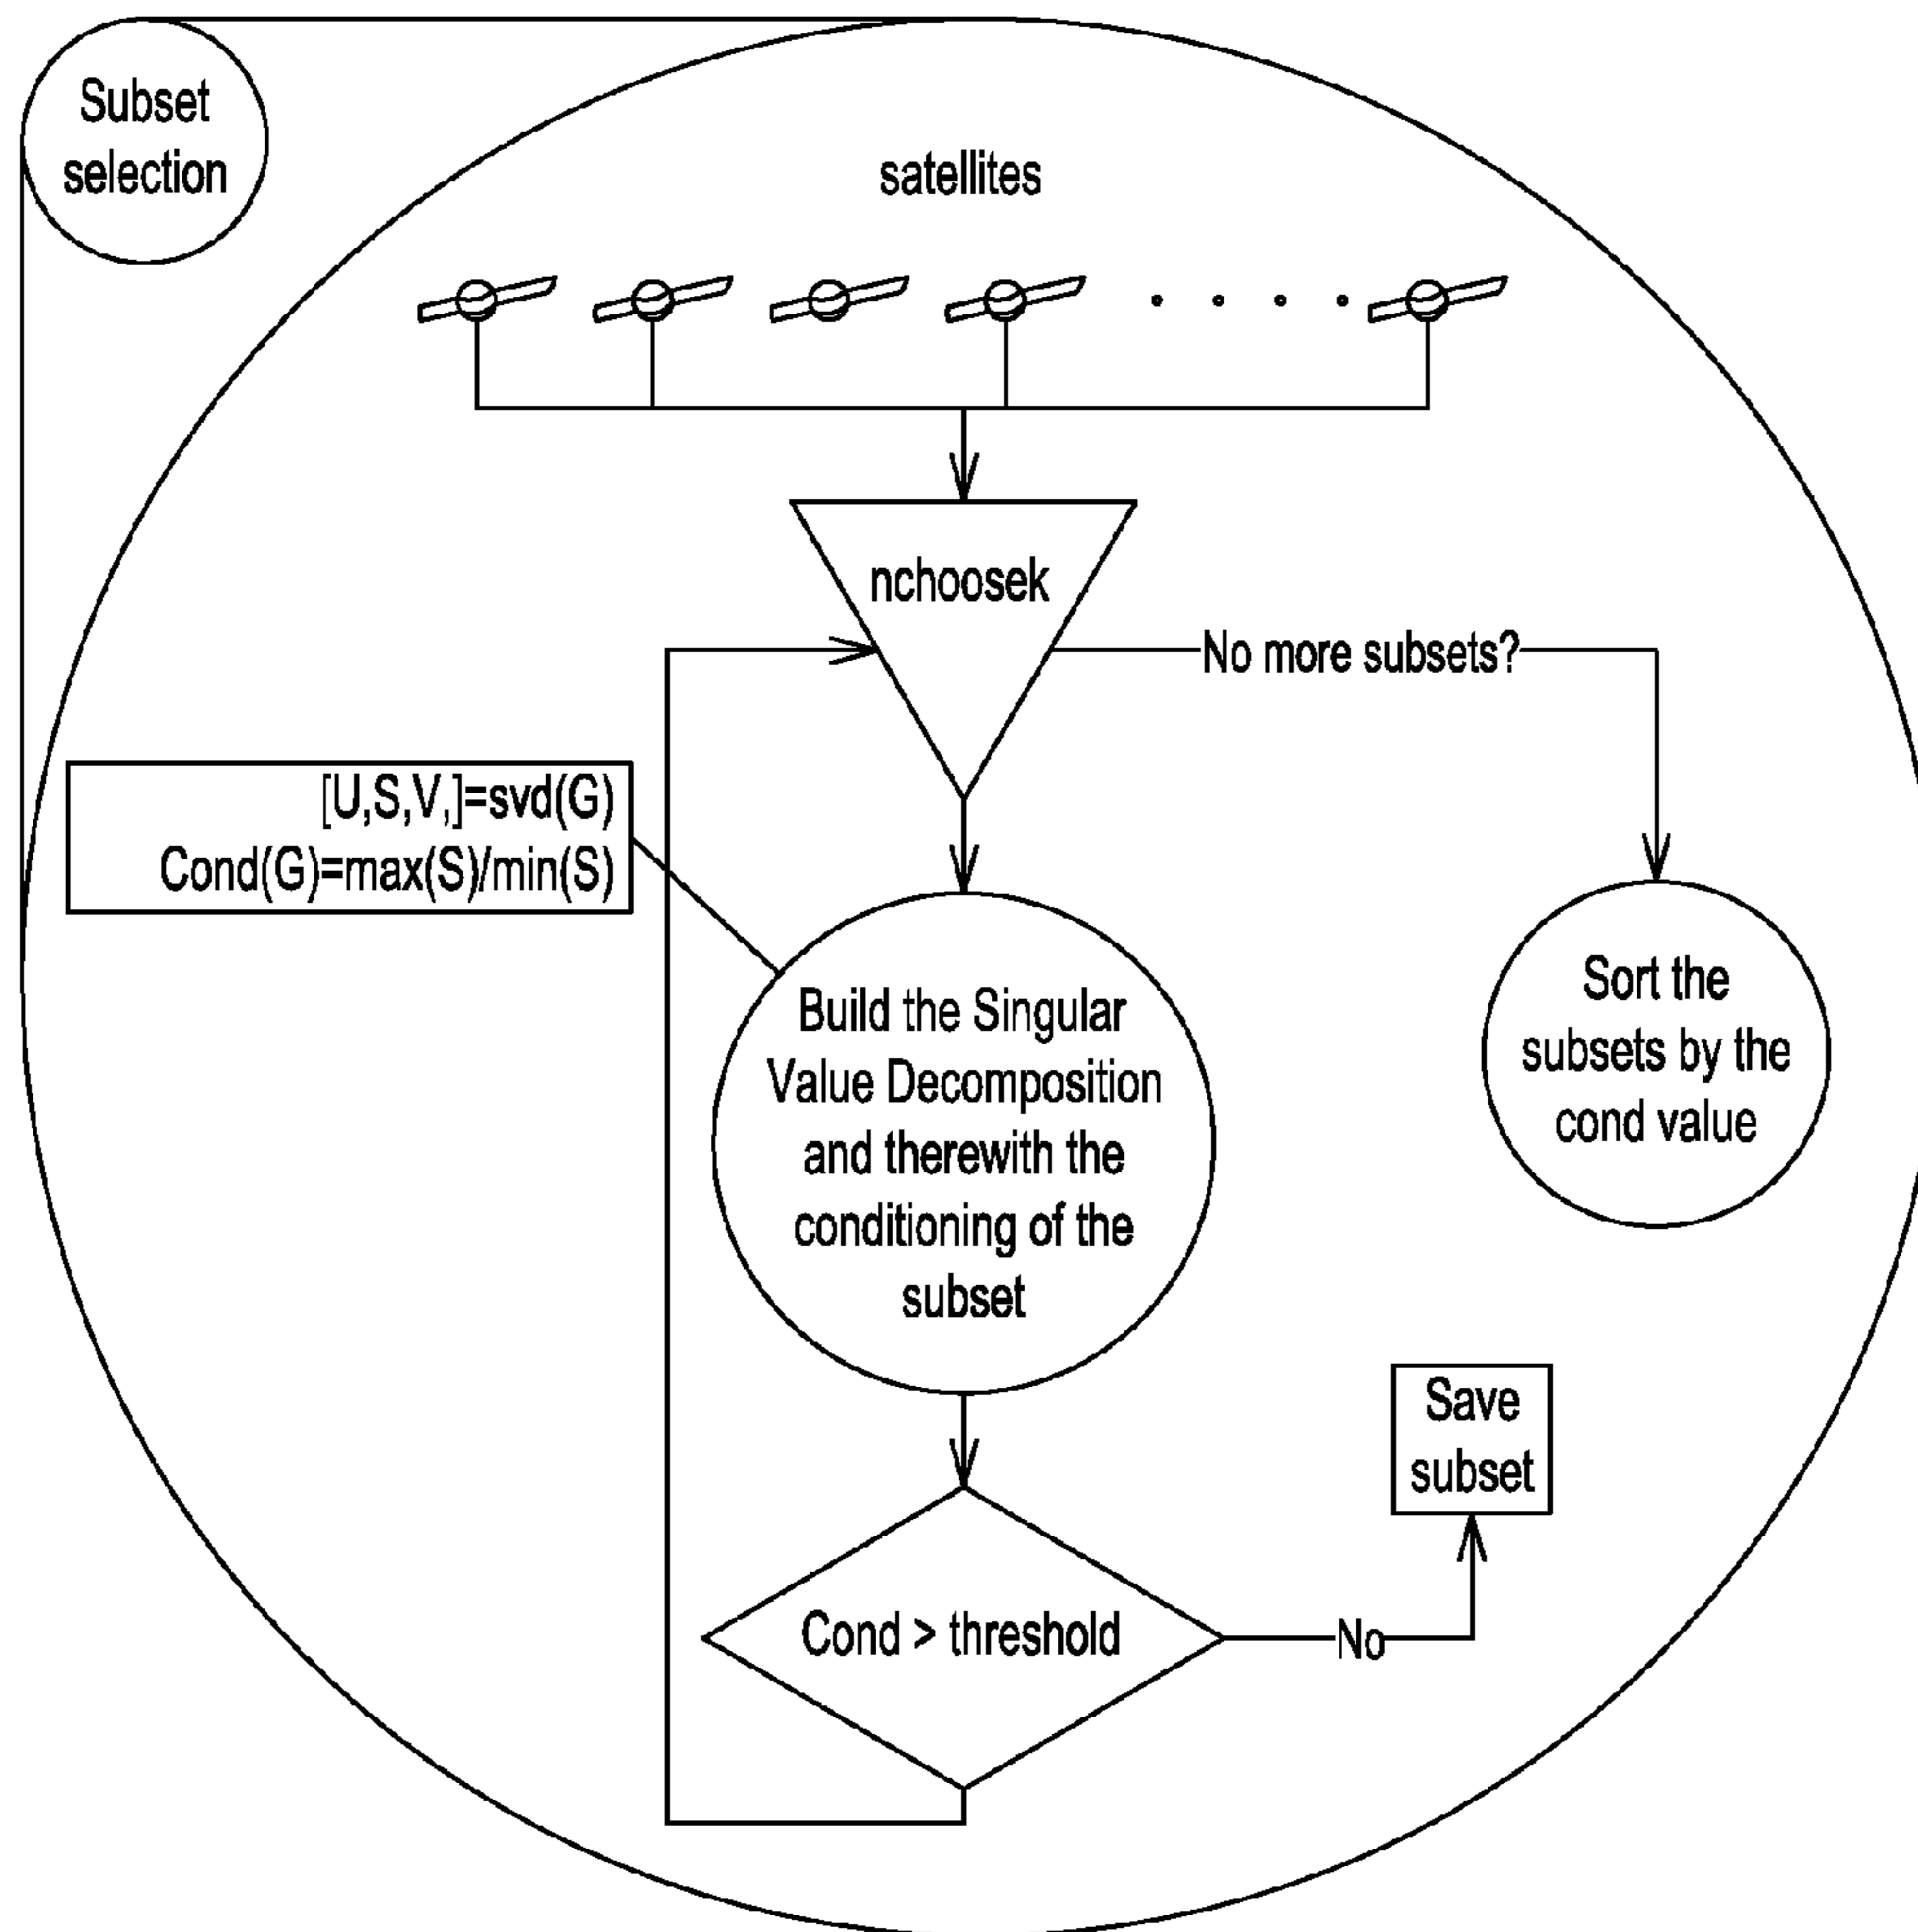 Subset
selection
satellites
nchoosek
No more subsets?
[U,S,V,]=svd(G)
Cond(G)=max(S)/min(S)
Build the Singular
Value Decomposition
and therewith the
conditioning of the
subset
Sort the
subsets by the
cond value
Save
subset
Cond > threshold
No